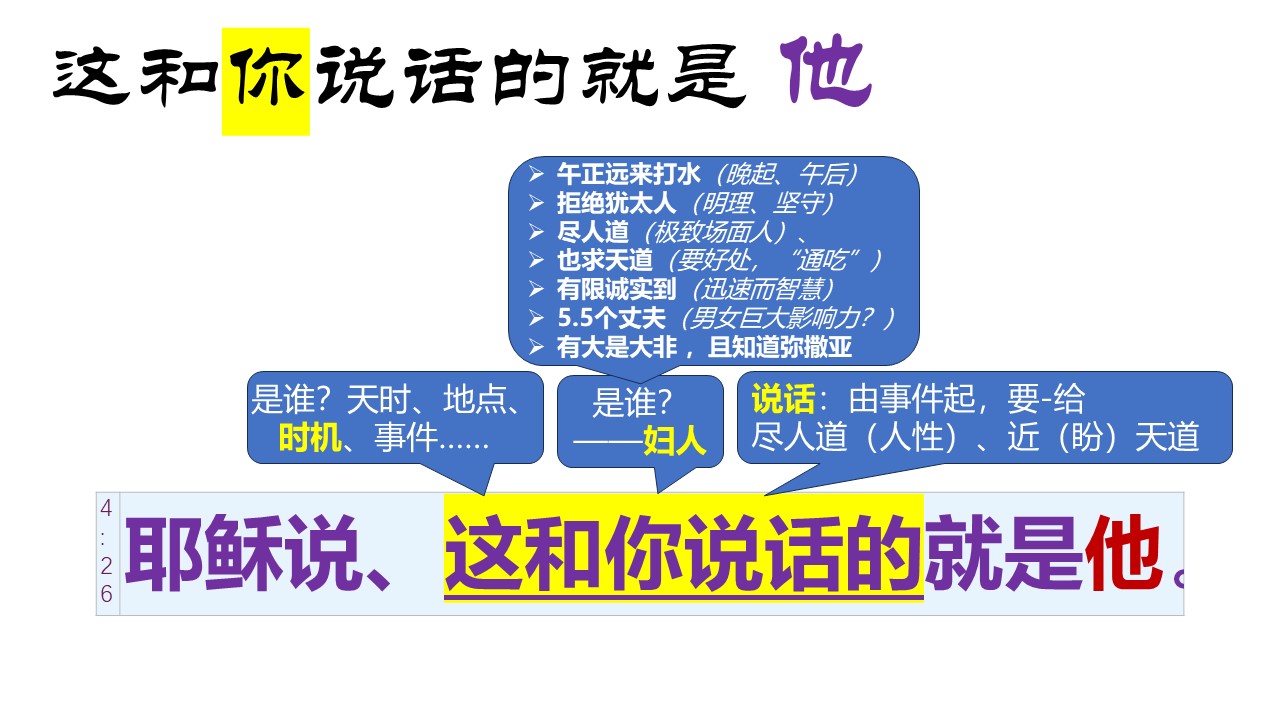 这和你说话的就是 他
➢ 午正远来打水（晚起、午后）
➢ 拒绝犹太人（明理、坚守）
➢ 尽人道（极致场面人）、
➢ 也求天道（要好处，“通吃”）
➢ 有限诚实到（迅速而智慧）
➢ 5.5个丈夫（男女巨大影响力？）
➢ 有大是大非 ，且知道弥撒亚
是谁？天时、地点、
时机、事件……
是谁？
——妇人
说话：由事件起，要-给
尽人道（人性）、近（盼）天道
4:26
耶稣说、这和你说话的就是他。